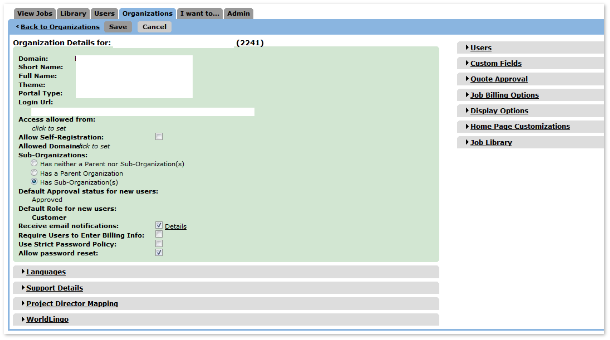 View Jobs Library Users Organizations I want to... Admin
Back to Organizations Save Cancel
Organization Details for: (2241)
Domain:
Short Name:
Full Name:
Theme:
Portal Type:
Login Url:
Access allowed from:
click to set
Allow Self-Registration:
Allowed Domains: click to set
Sub-Organizations:
Has neither a Parent nor Sub-Organization(s)
Has a Parent Organization
Has Sub-Organization(s)
Default Approval status for new users:
Approved
Default Role for new users:
Customer
Receive email notifications: Details
Require Users to Enter Billing Info:
Use Strict Password Policy:
Allow password reset:
Languages
Support Details
Project Director Mapping
WorldLingo
Users
Custom Fields
Quote Approval
Job Billing Options
Display Options
Home Page Customizations
Job Library